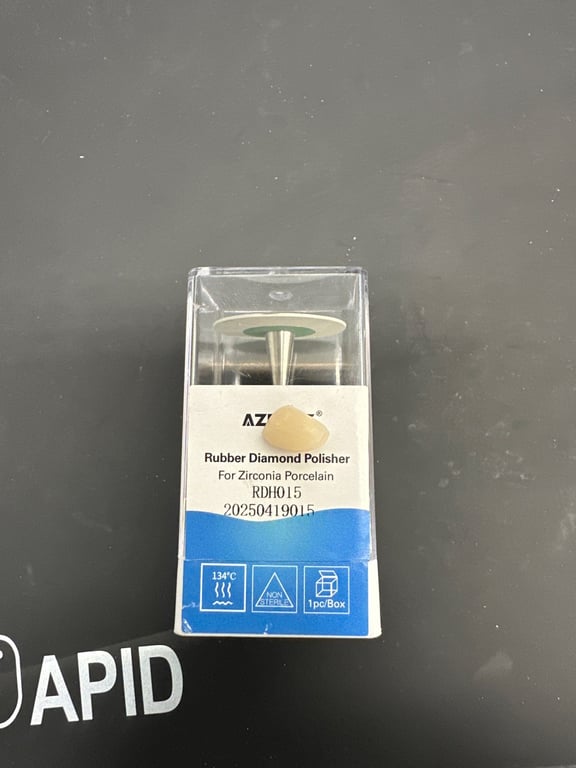 Rubber Diamond Polisher
For Zirconia Porcelain
RDH015
20250419015
134°C
NON
STERILE
1pc/Box
APID